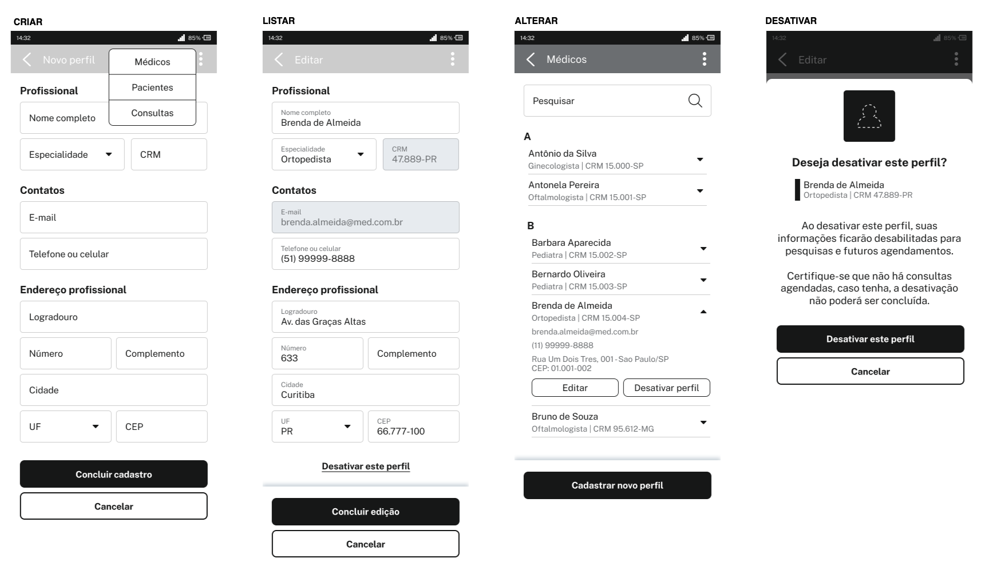 CRIAR
14:32
85%
Novo perfil
Médicos
Pacientes
Consultas
Profissional
Nome completo
Especialidade
CRM
Contatos
E-mail
Telefone ou celular
Endereço profissional
Logradouro
Número
Complemento
Cidade
UF
CEP
Concluir cadastro
Cancelar
LISTAR
14:32
85%
Editar
Profissional
Nome completo
Brenda de Almeida
Especialidade
Ortopedista
CRM
47.889-PR
Contatos
E-mail
brenda.almeida@med.com.br
Telefone ou celular
(51) 99999-8888
Endereço profissional
Logradouro
Av. das Graças Altas
Número
633
Complemento
Cidade
Curitiba
UF
PR
CEP
66.777-100
Desativar este perfil
Concluir edição
Cancelar
ALTERAR
14:32
85%
Médicos
Pesquisar
A
Antônio da Silva
Ginecologista | CRM 15.000-SP
Antonela Pereira
Oftalmologista | CRM 15.001-SP
B
Barbara Aparecida
Pediatra | CRM 15.002-SP
Bernardo Oliveira
Pediatra | CRM 15.003-SP
Brenda de Almeida
Ortopedista | CRM 15.004-SP
brenda.almeida@med.com.br
(11) 99999-8888
Rua Um Dois Tres, 001 - Sao Paulo/SP
CEP: 01.001-002
Editar
Desativar perfil
Bruno de Souza
Oftalmologista | CRM 95.612-MG
Cadastrar novo perfil
DESATIVAR
14:32
85%
Editar
Deseja desativar este perfil?
Brenda de Almeida
Ortopedista | CRM 47.889-PR
Ao desativar este perfil, suas
informações ficarão desabilitadas para
pesquisas e futuros agendamentos.
Certifique-se que não há consultas
agendadas, caso tenha, a desativação
não poderá ser concluída.
Desativar este perfil
Cancelar